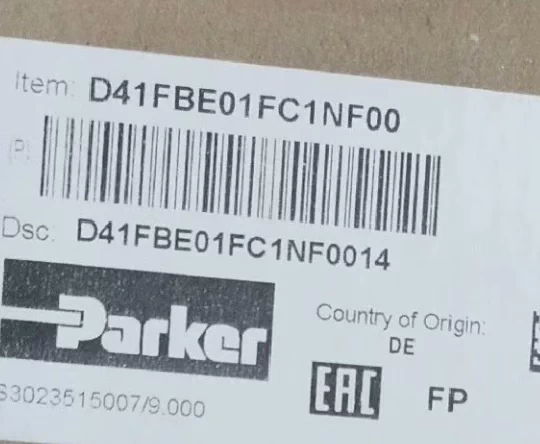 Item: D41FBE01FC1NF00
(P)
Dsc: D41FBE01FC1NF0014
Parker
Country of Origin:
DE
EAC
FP
S3023515007/9.000